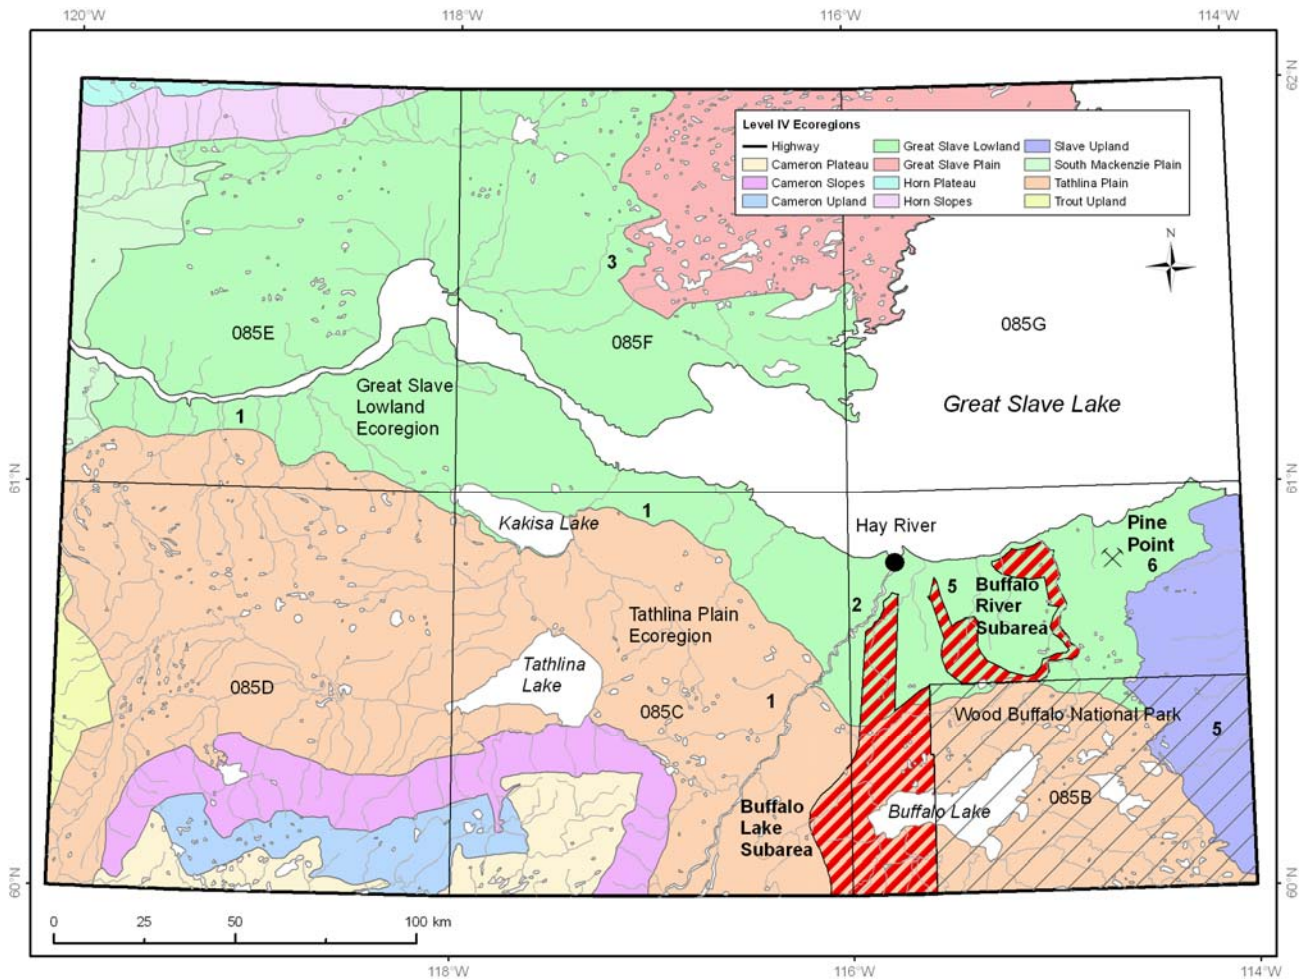 120°W 118°W 116°W 114°W
62°N
Level IV Ecoregions
Highway
Cameron Plateau
Cameron Slopes
Cameron Upland
Great Slave Lowland
Great Slave Plain
Horn Plateau
Horn Slopes
Slave Upland
South Mackenzie Plain
Tathlina Plain
Trout Upland
N
3
085E
085F
085G
Great Slave
Lowland
Ecoregion
1
Great Slave Lake
61°N
61°N
Kakisa Lake
1
Hay River
Pine
Point
6
2
5
Buffalo
River
Subarea
Tathlina Plain
Ecoregion
Tathlina
Lake
085D
085C
1
Wood Buffalo National Park
5
Buffalo
Lake
Subarea
Buffalo Lake
085B
60°N
60°N
0 25 50 100 km
118°W 116°W 114°W